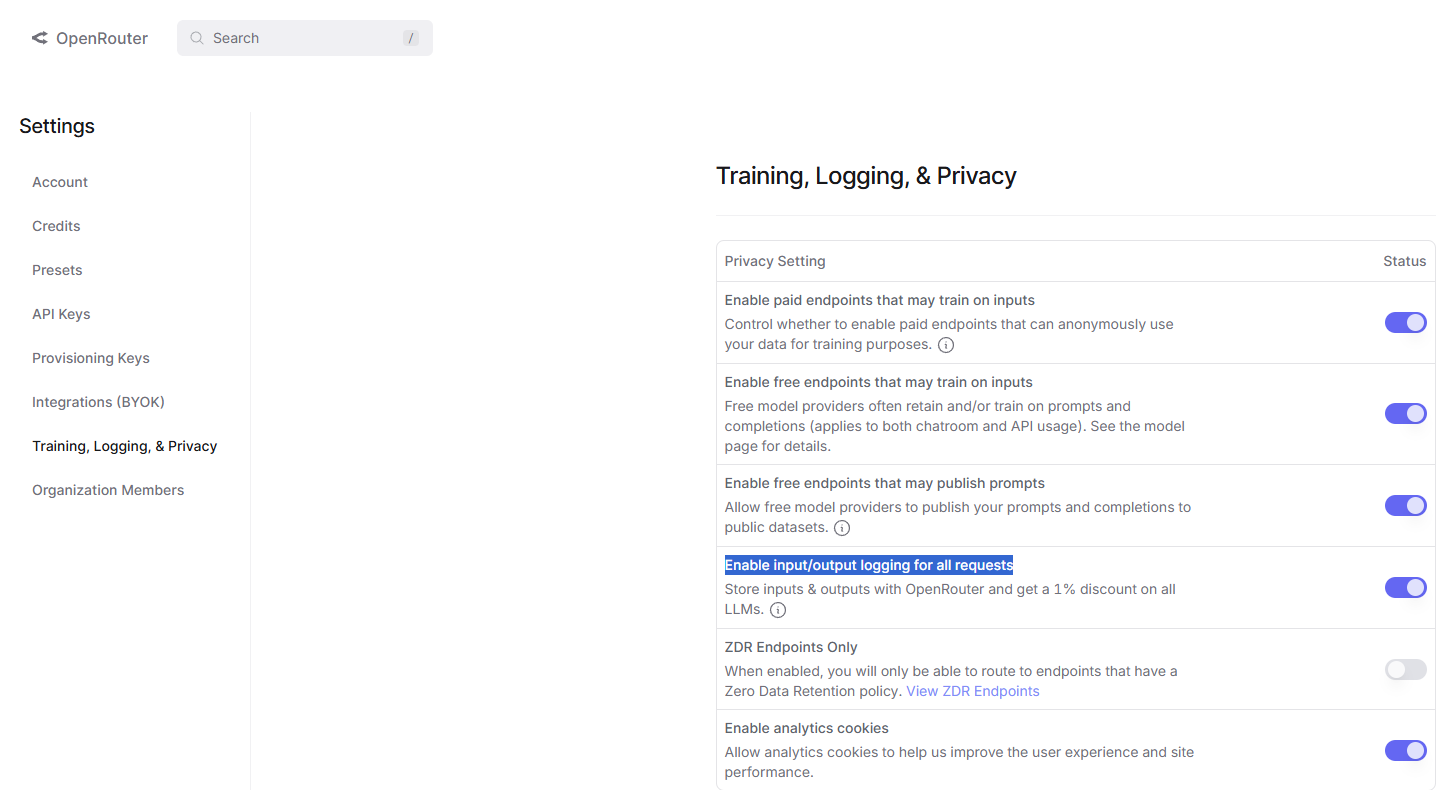 OpenRouter
Search
/
Settings
Account
Credits
Presets
API Keys
Provisioning Keys
Integrations (BYOK)
Training, Logging, & Privacy
Organization Members
Training, Logging, & Privacy
Privacy Setting
Status
Enable paid endpoints that may train on inputs
Control whether to enable paid endpoints that can anonymously use
your data for training purposes.
Enable free endpoints that may train on inputs
Free model providers often retain and/or train on prompts and
completions (applies to both chatroom and API usage). See the model
page for details.
Enable free endpoints that may publish prompts
Allow free model providers to publish your prompts and completions to
public datasets.
Enable input/output logging for all requests
Store inputs & outputs with OpenRouter and get a 1% discount on all
LLMs.
ZDR Endpoints Only
When enabled, you will only be able to route to endpoints that have a
Zero Data Retention policy. View ZDR Endpoints
Enable analytics cookies
Allow analytics cookies to help us improve the user experience and site
performance.